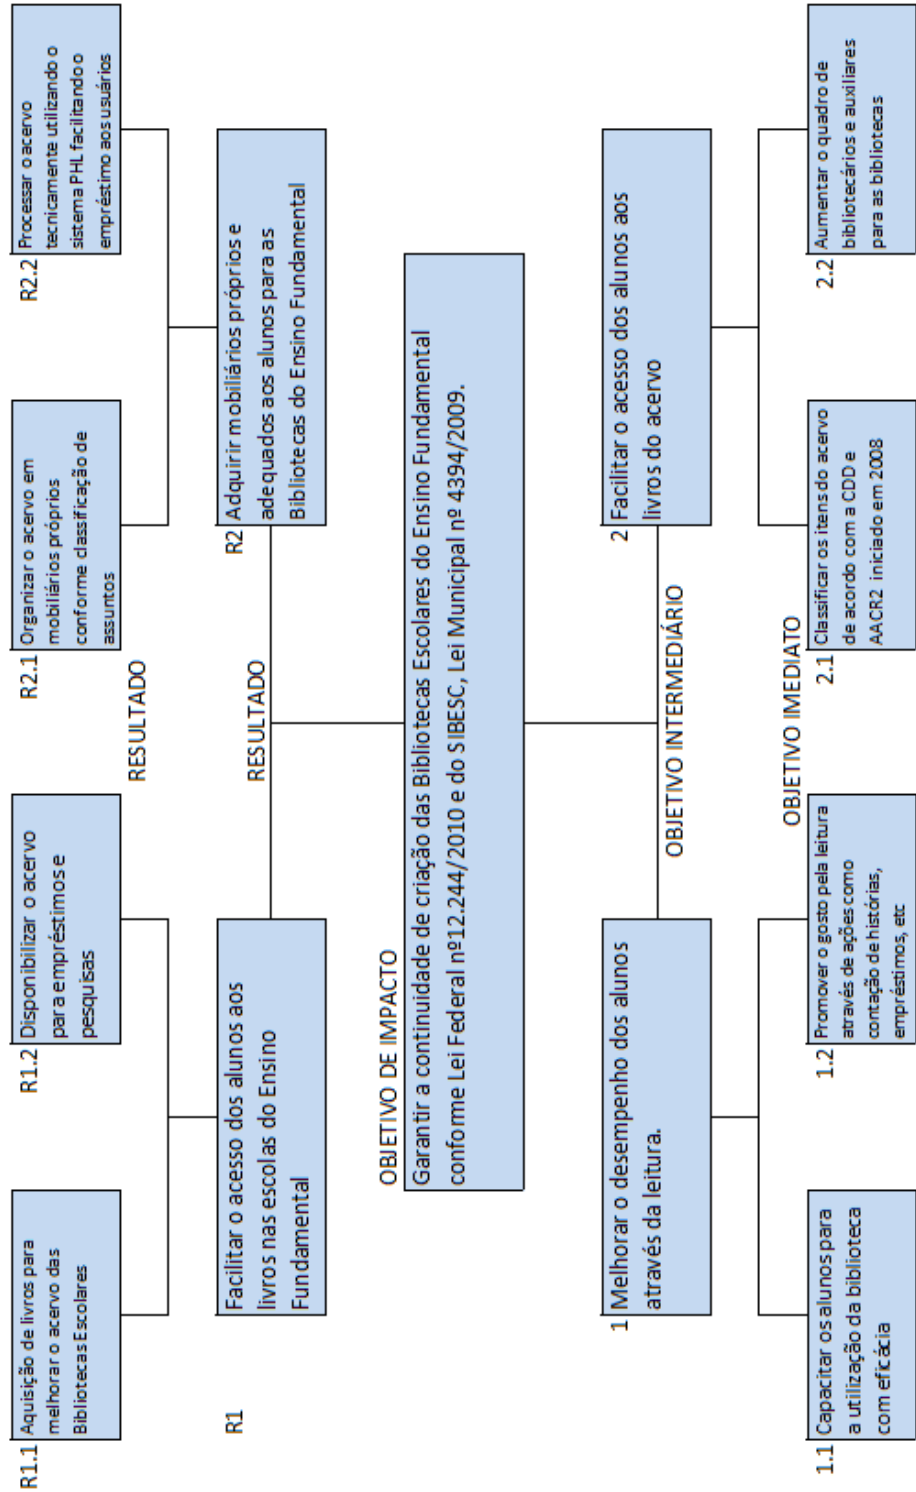 R1.1 Aquisição de livros para
melhorar o acervo das
Bibliotecas Escolares
R1.2 Disponibilizar o acervo
para empréstimos e
pesquisas
R2.1 Organizar o acervo em
mobiliários próprios
conforme classificação de
assuntos
R2.2 Processar o acervo
tecnicamente utilizando o
sistema PHL facilitando o
empréstimo aos usuários
RESULTADO
R1
Facilitar o acesso dos alunos aos
livros nas escolas do Ensino
Fundamental
RESULTADO
R2 Adquirir mobiliários próprios e
adequados aos alunos para as
Bibliotecas do Ensino Fundamental
OBJETIVO DE IMPACTO
Garantir a continuidade de criação das Bibliotecas Escolares do Ensino Fundamental
conforme Lei Federal nº12.244/2010 e do SIBESC, Lei Municipal nº 4394/2009.
1 Melhorar o desempenho dos alunos
através da leitura.
OBJETIVO INTERMEDIÁRIO
2 Facilitar o acesso dos alunos aos
livros do acervo
OBJETIVO IMEDIATO
1.1 Capacitar os alunos para
a utilização da biblioteca
com eficácia
1.2 Promover o gosto pela leitura
através de ações como
contação de histórias,
empréstimos, etc
2.1 Classificar os itens do acervo
de acordo com a CDD e
AACR2 iniciado em 2008
2.2 Aumentar o quadro de
bibliotecários e auxiliares
para as bibliotecas